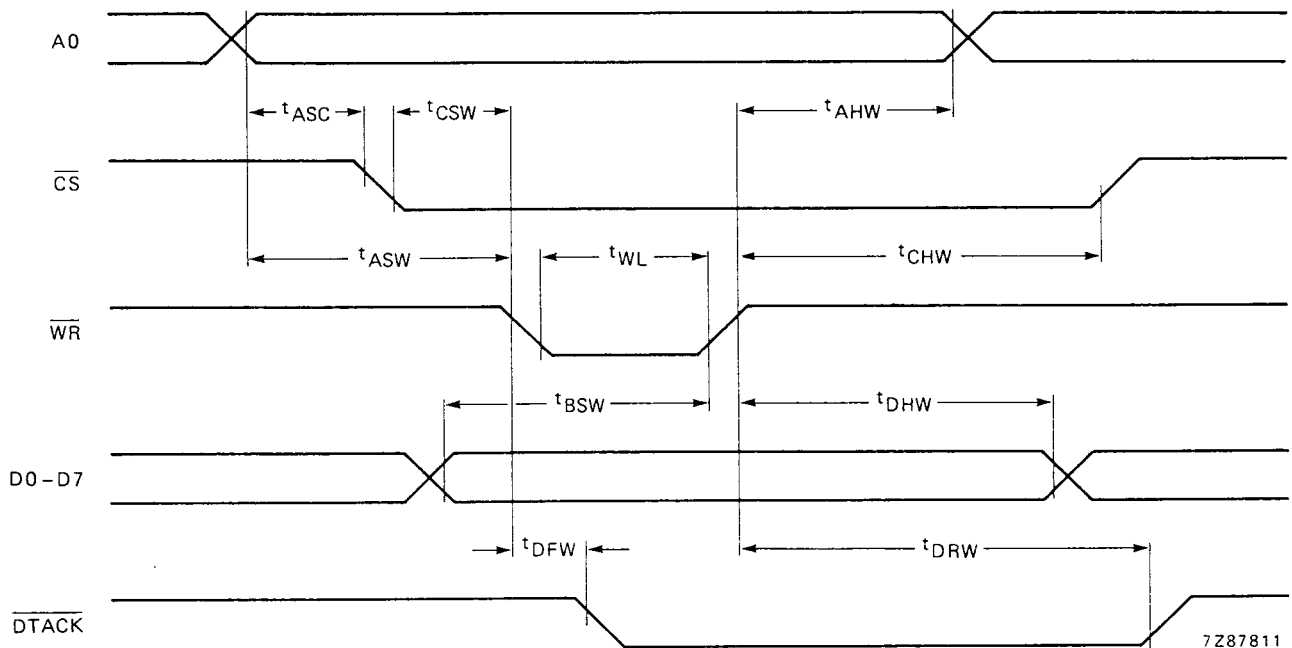 A0
tASC
tCSW
tAHW
CS
tASW
tWL
tCHW
WR
tBSW
tDHW
D0-D7
tDFW
tDRW
DTACK
7Z87811